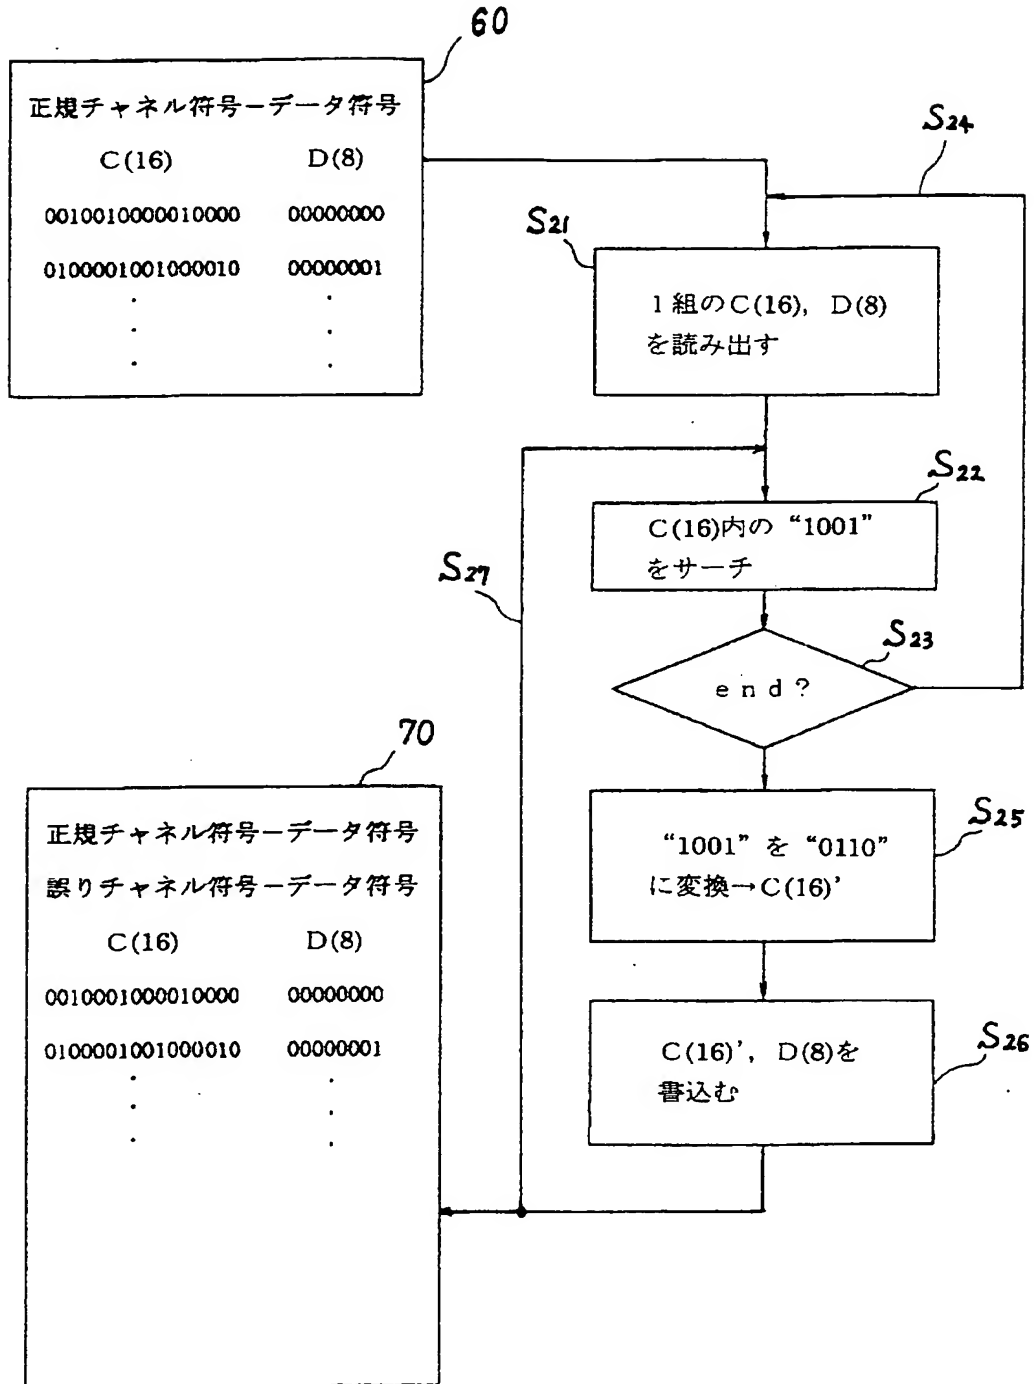 60
正規チャネル符号－データ符号
C(16) D(8)
0010010000010000 00000000
0100001001000010 00000001
S24
S21
1組のC(16), D(8)
を読み出す
S22
C(16)内の“1001”
をサーチ
S27
S23
end?
70
正規チャネル符号－データ符号
誤りチャネル符号－データ符号
C(16) D(8)
0010001000010000 00000000
0100001001000010 00000001
S25
“1001”を“0110”
に変換→C(16)’
S26
C(16)’, D(8)を
書込む